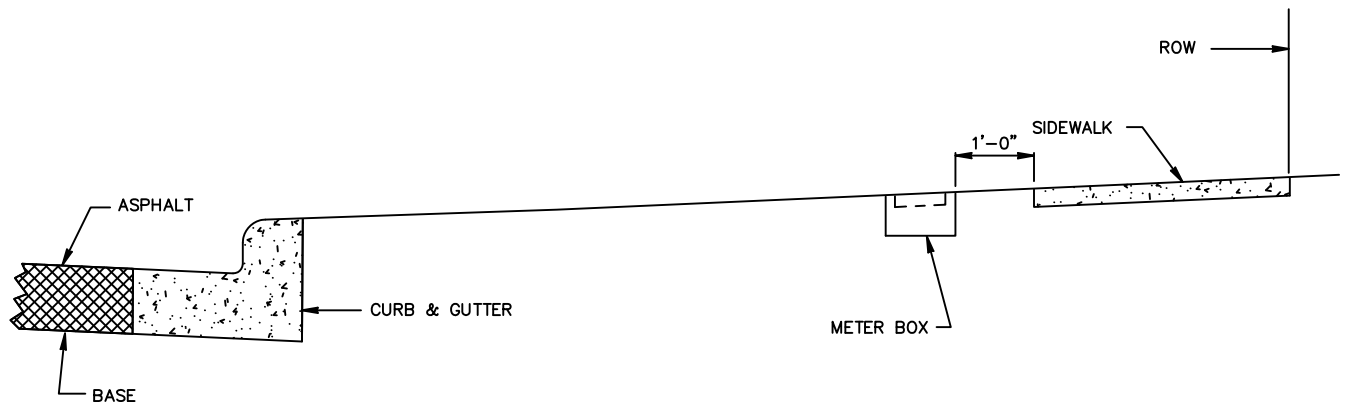 ROW
SIDEWALK
1'-0"
ASPHALT
CURB & GUTTER
METER BOX
BASE